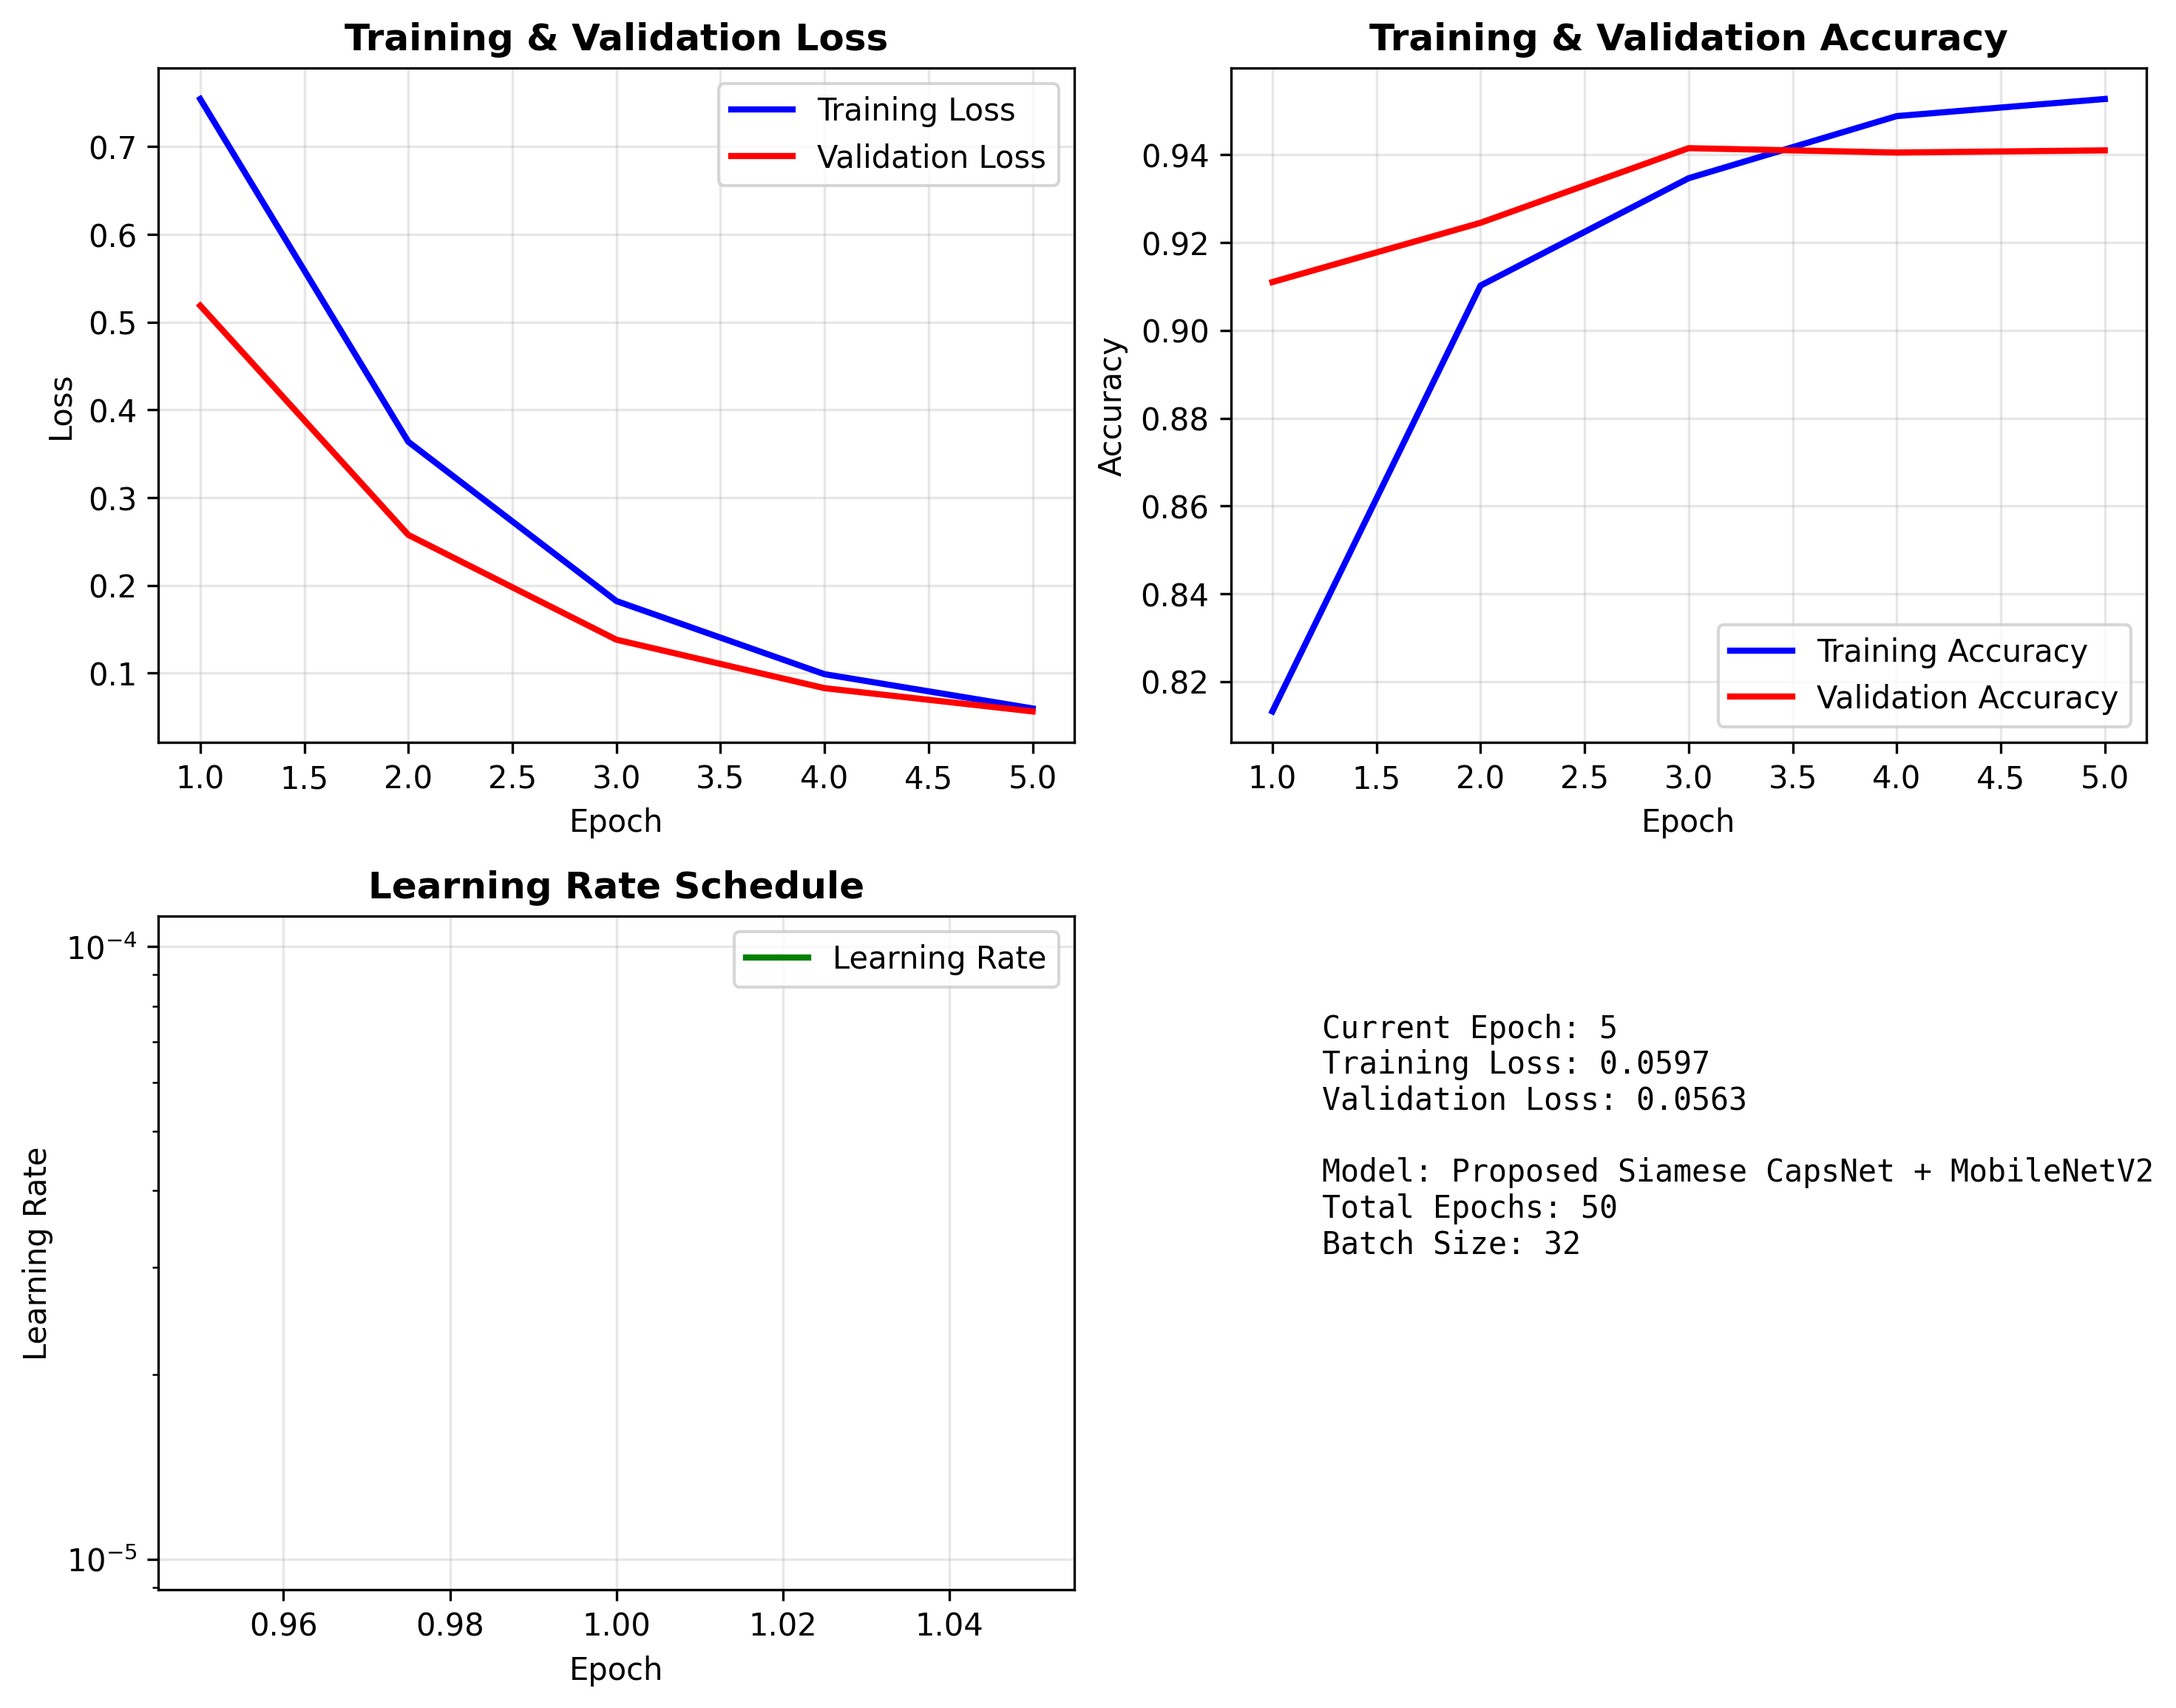 Training & Validation Loss
Training Loss
Validation Loss
0.7
0.6
0.5
0.4
0.3
0.2
0.1
Loss
1.0 1.5 2.0 2.5 3.0 3.5 4.0 4.5 5.0
Epoch
Training & Validation Accuracy
0.94
0.92
0.90
0.88
0.86
0.84
0.82
Accuracy
Training Accuracy
Validation Accuracy
1.0 1.5 2.0 2.5 3.0 3.5 4.0 4.5 5.0
Epoch
Learning Rate Schedule
Learning Rate
10⁻⁴
10⁻⁵
Learning Rate
0.96 0.98 1.00 1.02 1.04
Epoch
Current Epoch: 5
Training Loss: 0.0597
Validation Loss: 0.0563
Model: Proposed Siamese CapsNet + MobileNetV2
Total Epochs: 50
Batch Size: 32